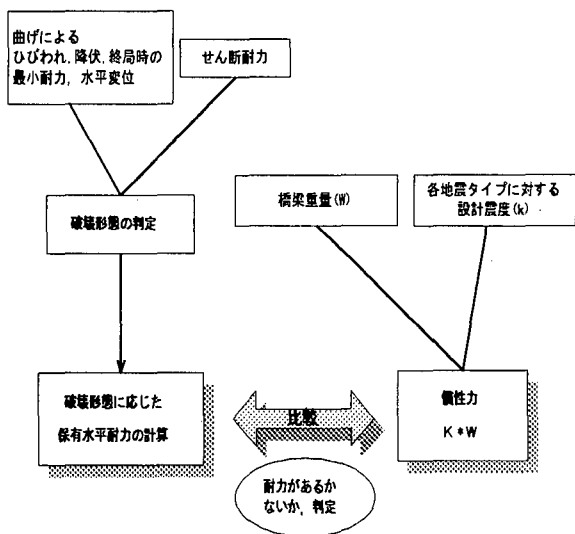 曲げによる
ひびわれ,降伏,終局時の
最小耐力, 水平変位
せん断耐力
破壊形態の判定
橋梁重量(W)
各地震タイプに対する
設計震度(k)
破壊形態に応じた
保有水平耐力の計算
比較
慣性力
K*W
耐力があるか
ないか, 判定